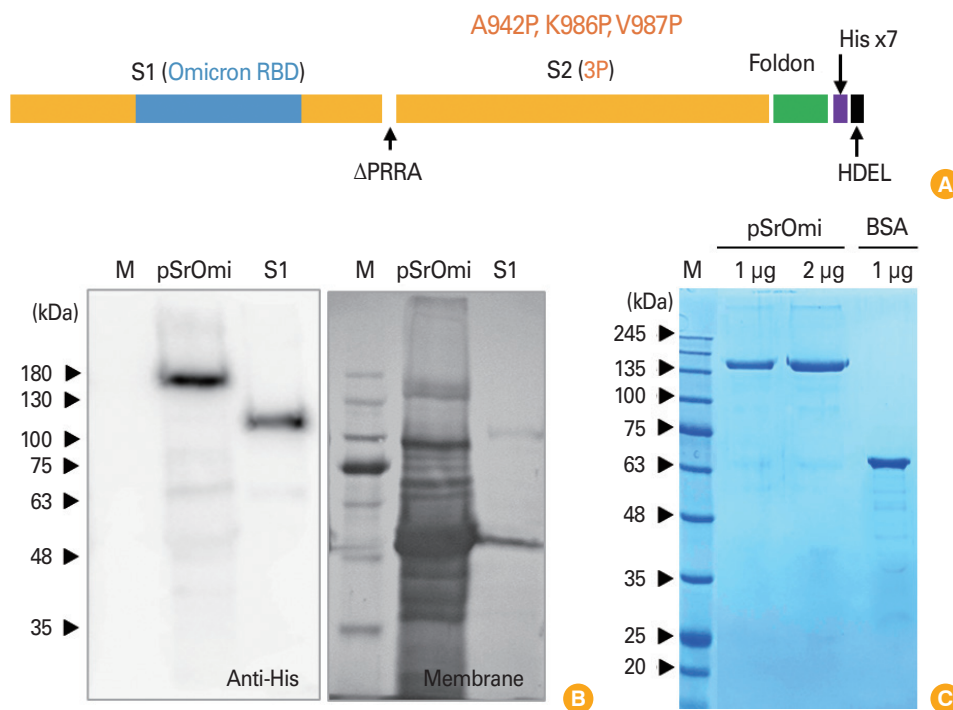 A942P, K986P, V987P
His x7
S1 (Omicron RBD)
S2 (3P)
Foldon
ΔPRRA
HDEL
A
M pSrOmi S1
(kDa)
180
130
100
75
63
48
35
Anti-His
M pSrOmi S1
Membrane
B
pSrOmi BSA
M 1 µg 2 µg 1 µg
(kDa)
245
135
100
75
63
48
35
25
20
C